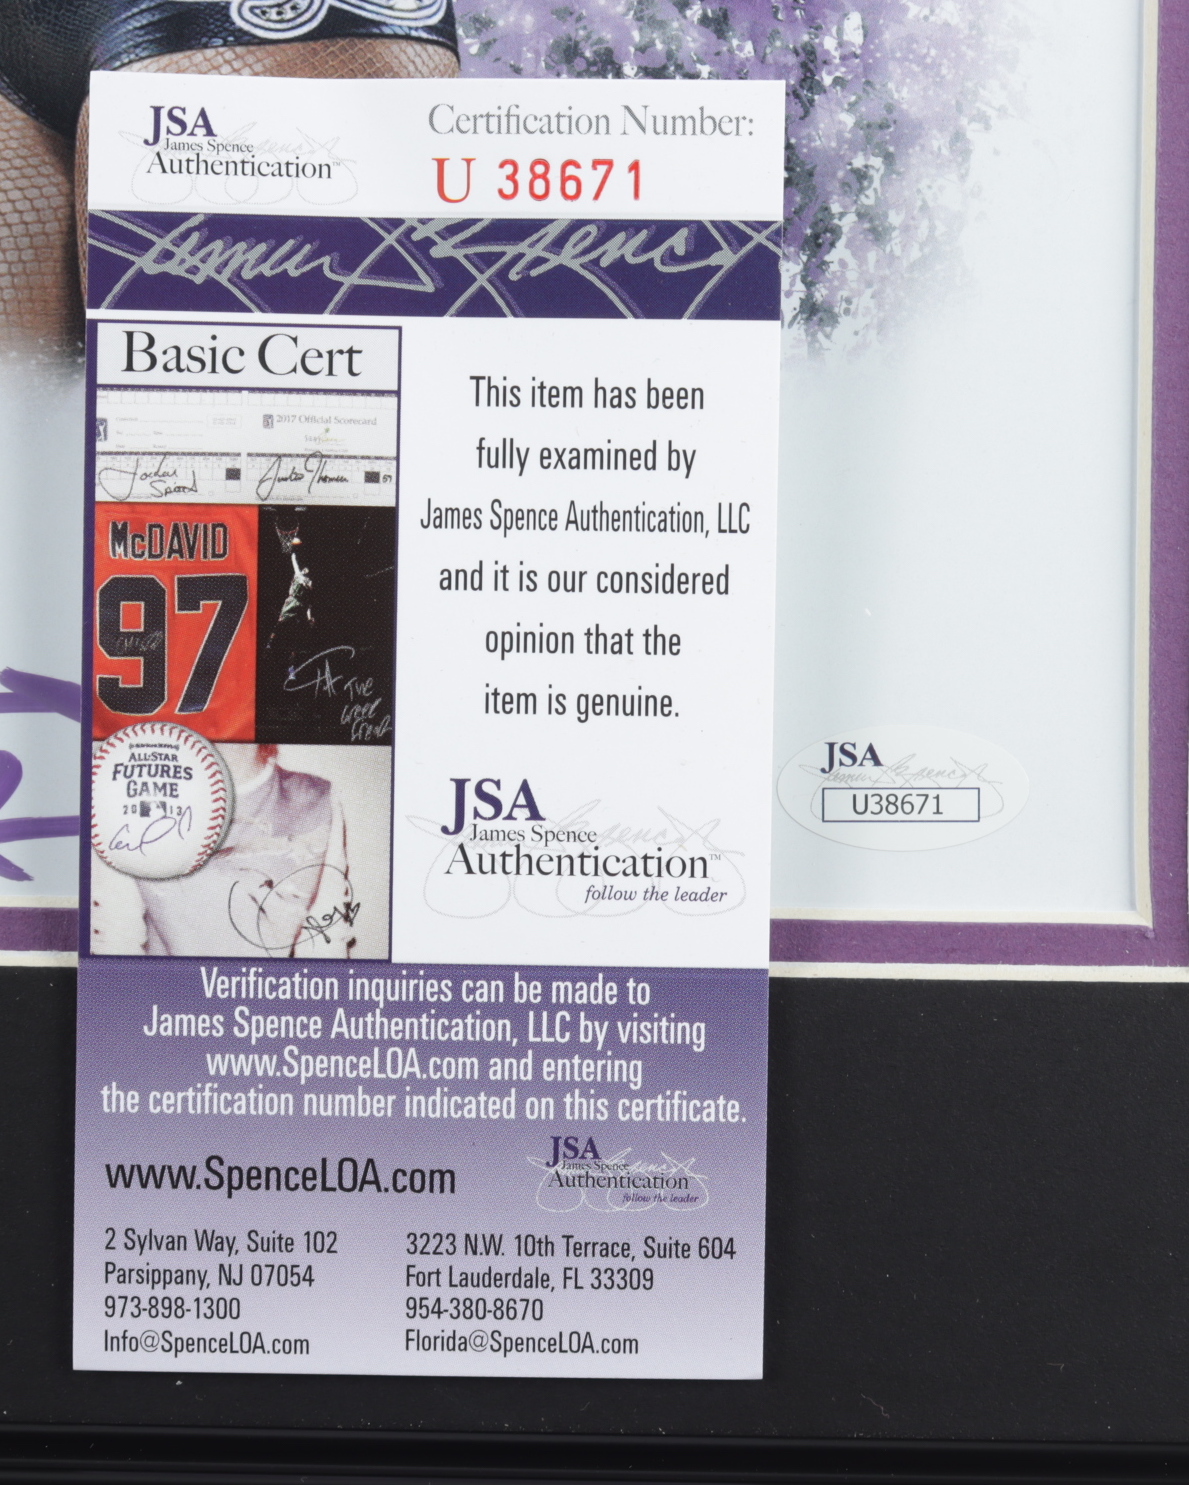 JSA
James Spence
Authentication™
Certification Number:
U 38671
Basic Cert
2017 Official Scorecard
McDAVID
97
ALL★STAR
FUTURES
GAME
2013
This item has been
fully examined by
James Spence Authentication, LLC
and it is our considered
opinion that the
item is genuine.
JSA
James Spence
Authentication™
follow the leader
JSA
U38671
Verification inquiries can be made to
James Spence Authentication, LLC by visiting
www.SpenceLOA.com and entering
the certification number indicated on this certificate.
www.SpenceLOA.com
JSA
James Spence
Authentication
follow the leader
2 Sylvan Way, Suite 102
Parsippany, NJ 07054
973-898-1300
Info@SpenceLOA.com
3223 N.W. 10th Terrace, Suite 604
Fort Lauderdale, FL 33309
954-380-8670
Florida@SpenceLOA.com